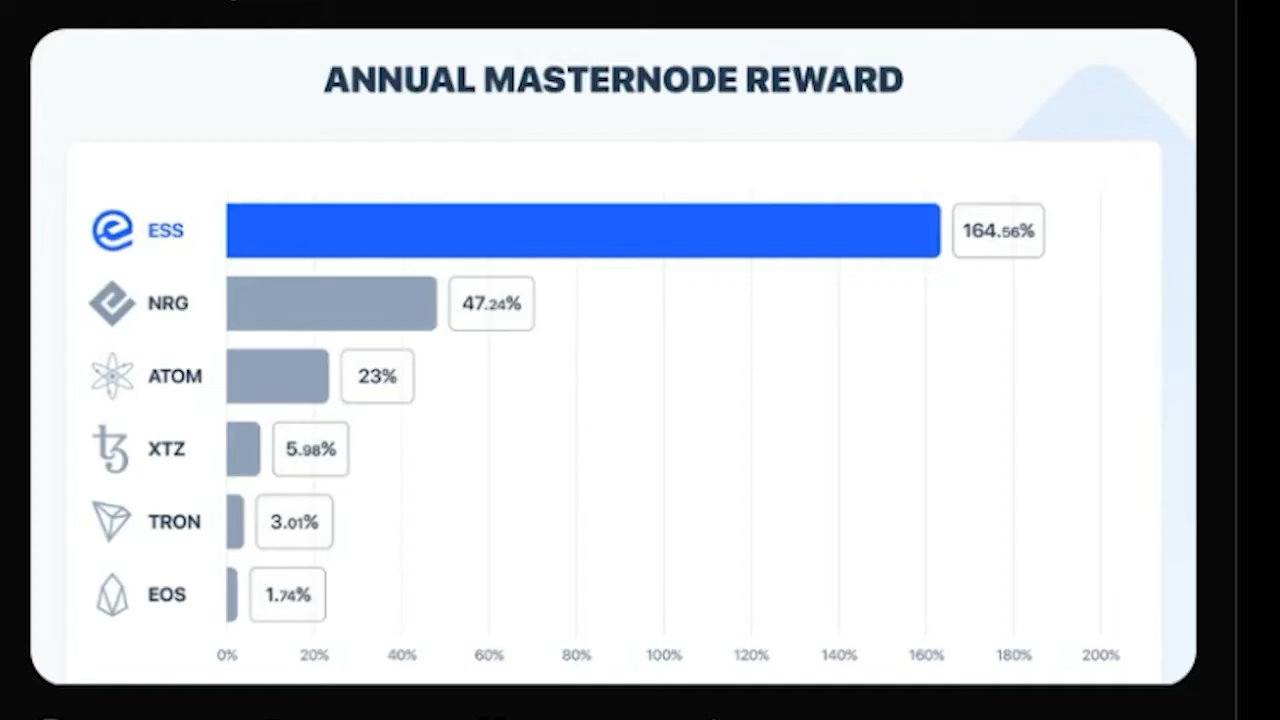 ANNUAL MASTERNODE REWARD
ESS 164.56%
NRG 47.24%
ATOM 23%
XTZ 5.98%
TRON 3.01%
EOS 1.74%
0% 20% 40% 60% 80% 100% 120% 140% 160% 180% 200%